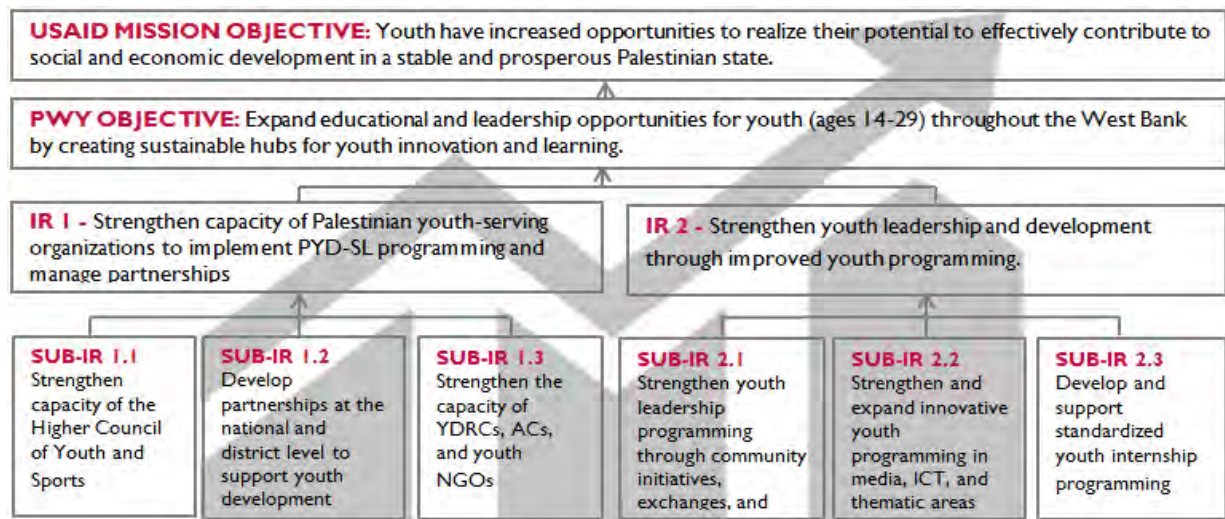 USAID MISSION OBJECTIVE: Youth have increased opportunities to realize their potential to effectively contribute to
social and economic development in a stable and prosperous Palestinian state.
PWY OBJECTIVE: Expand educational and leadership opportunities for youth (ages 14-29) throughout the West Bank
by creating sustainable hubs for youth innovation and learning.
IR 1 - Strengthen capacity of Palestinian youth-serving
organizations to implement PYD-SL programming and
manage partnerships
IR 2 - Strengthen youth leadership and development
through improved youth programming.
SUB-IR 1.1
Strengthen
capacity of the
Higher Council
of Youth and
Sports
SUB-IR 1.2
Develop
partnerships at the
national and
district level to
support youth
development
SUB-IR 1.3
Strengthen the
capacity of
YDRCs, ACs,
and youth
NGOs
SUB-IR 2.1
Strengthen youth
leadership
programming
through community
initiatives,
exchanges, and
SUB-IR 2.2
Strengthen and
expand innovative
youth
programming in
media, ICT, and
thematic areas
SUB-IR 2.3
Develop and
support
standardized
youth internship
programming